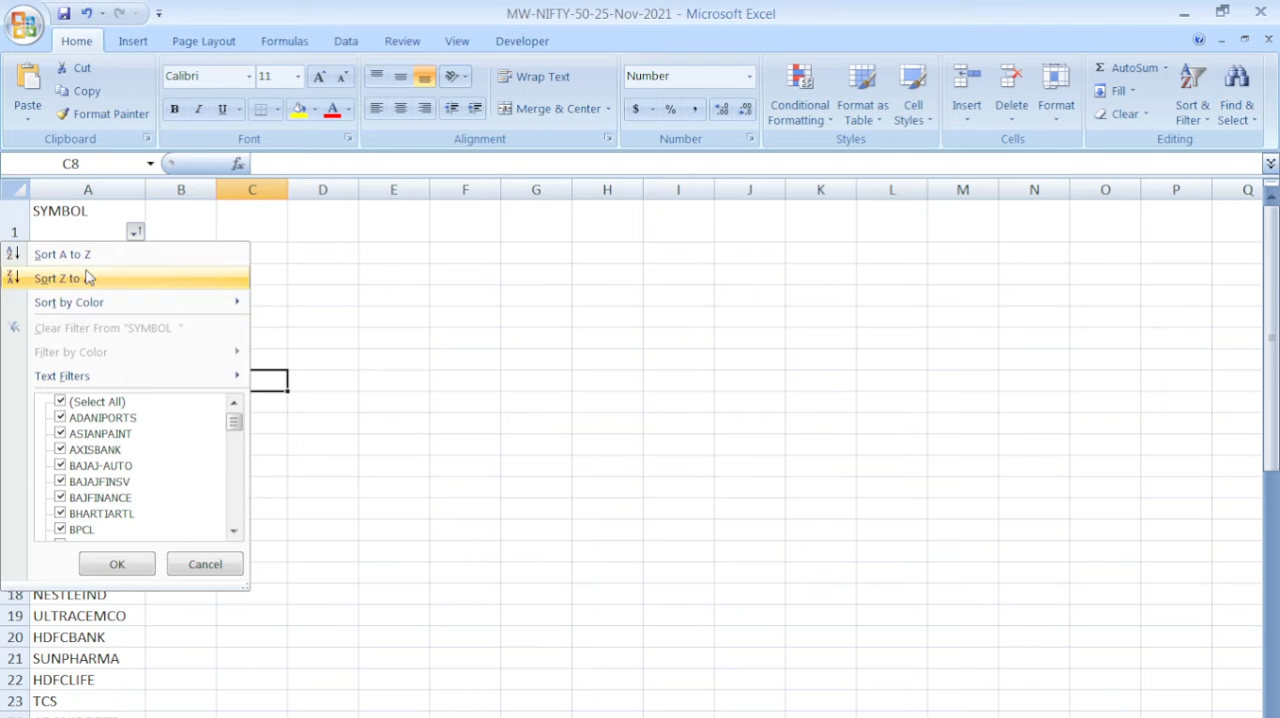 MW-NIFTY-50-25-Nov-2021 - Microsoft Excel
Home Insert Page Layout Formulas Data Review View Developer
Paste Cut Copy Format Painter Clipboard
Calibri 11 A A B I U A Font
Wrap Text Merge & Center Alignment
Number $ % , Number
Conditional Formatting Format as Table Cell Styles Styles
Insert Delete Format Cells
Σ AutoSum Fill Clear Sort & Filter Find & Select Editing
C8 fx
A B C D E F G H I J K L M N O P Q
1 SYMBOL
Sort A to Z
Sort Z to
Sort by Color
Clear Filter From "SYMBOL "
Filter by Color
Text Filters
(Select All)
ADANIPORTS
ASIANPAINT
AXISBANK
BAJAJ-AUTO
BAJAJFINSV
BAJFINANCE
BHARTIARTL
BPCL
OK Cancel
18 NESTLEIND
19 ULTRACEMCO
20 HDFCBANK
21 SUNPHARMA
22 HDFCLIFE
23 TCS